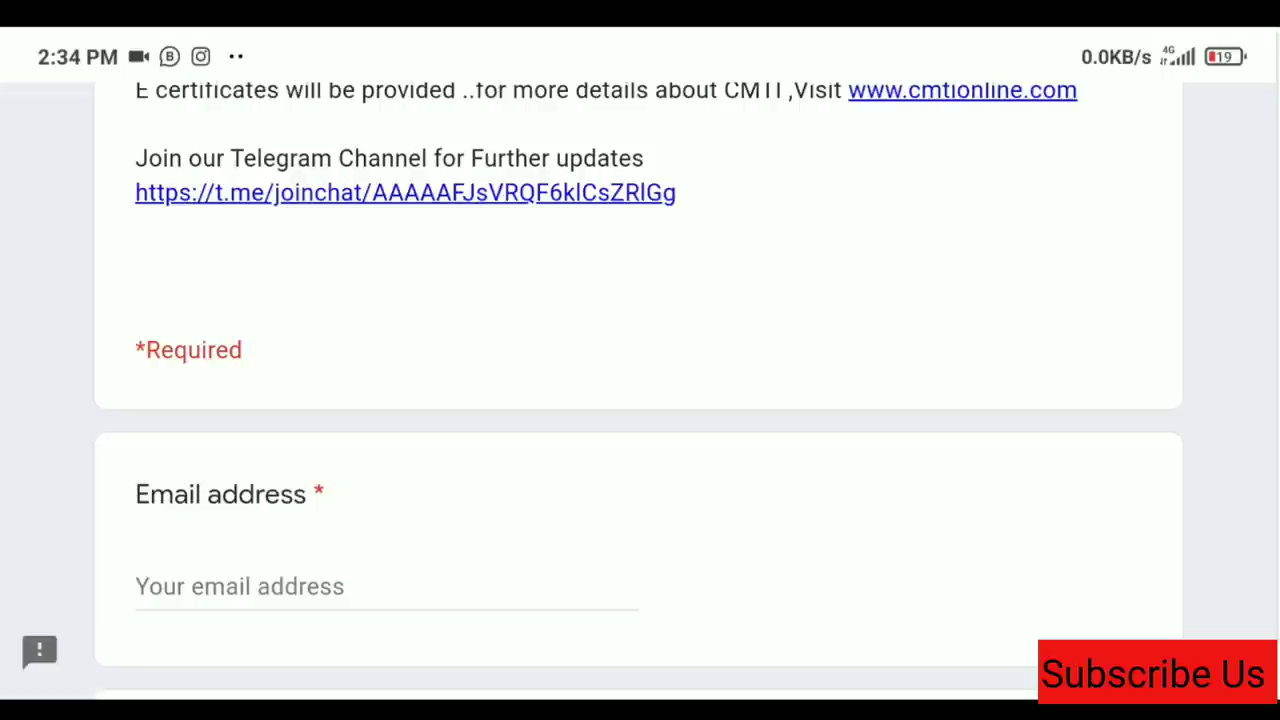 2:34 PM
0.0KB/s 4G 19
E certificates will be provided ..for more details about CMTI ,Visit www.cmtionline.com
Join our Telegram Channel for Further updates
https://t.me/joinchat/AAAAAFJsVRQF6klCsZRlGg
*Required
Email address *
Your email address
Subscribe Us